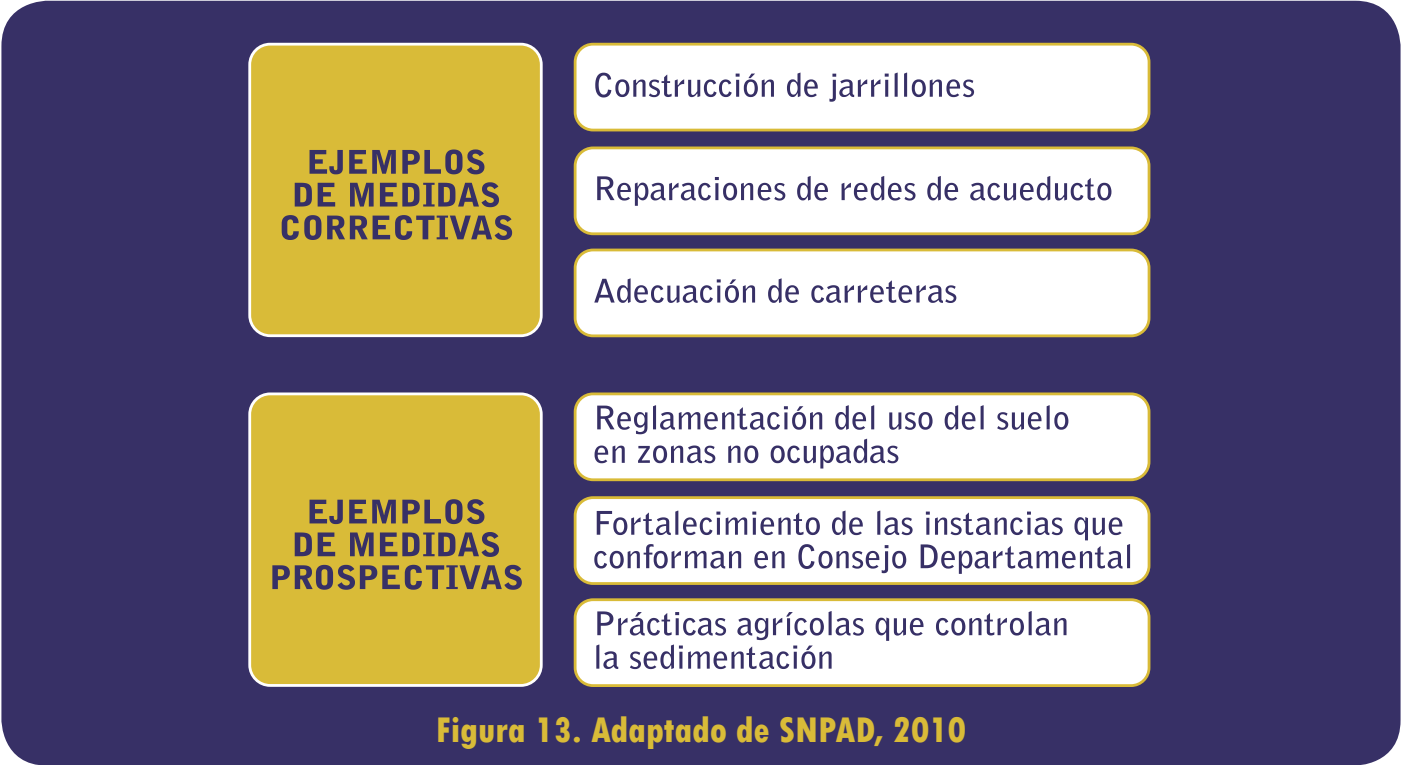 EJEMPLOS
DE MEDIDAS
CORRECTIVAS
Construcción de jarrillones
Reparaciones de redes de acueducto
Adecuación de carreteras
EJEMPLOS
DE MEDIDAS
PROSPECTIVAS
Reglamentación del uso del suelo
en zonas no ocupadas
Fortalecimiento de las instancias que
conforman en Consejo Departamental
Prácticas agrícolas que controlan
la sedimentación
Figura 13. Adaptado de SNPAD, 2010